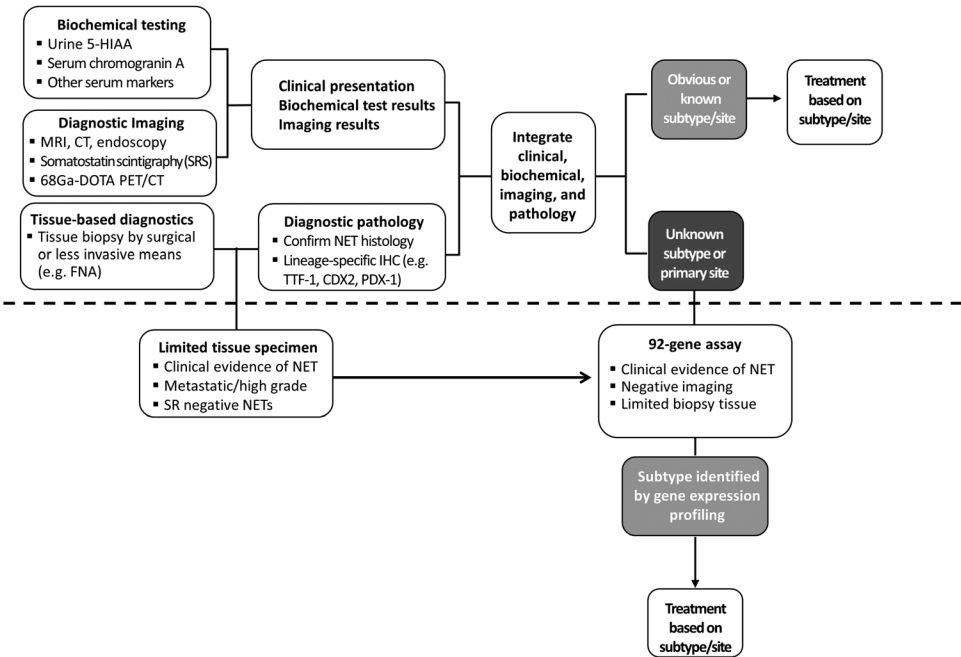 Biochemical testing
▪ Urine 5-HIAA
▪ Serum chromogranin A
▪ Other serum markers
Diagnostic Imaging
▪ MRI, CT, endoscopy
▪ Somatostatin scintigraphy (SRS)
▪ 68Ga-DOTA PET/CT
Tissue-based diagnostics
▪ Tissue biopsy by surgical
or less invasive means
(e.g. FNA)
Clinical presentation
Biochemical test results
Imaging results
Diagnostic pathology
▪ Confirm NET histology
▪ Lineage-specific IHC (e.g.
TTF-1, CDX2, PDX-1)
Integrate
clinical,
biochemical,
imaging, and
pathology
Obvious or
known
subtype/site
Treatment
based on
subtype/site
Unknown
subtype or
primary site
Limited tissue specimen
▪ Clinical evidence of NET
▪ Metastatic/high grade
▪ SR negative NETs
92-gene assay
▪ Clinical evidence of NET
▪ Negative imaging
▪ Limited biopsy tissue
Subtype identified
by gene expression
profiling
Treatment
based on
subtype/site